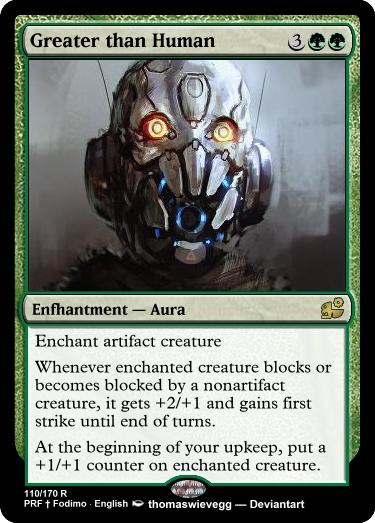 Greater than Human 3
Enfhantment — Aura
Enchant artifact creature
Whenever enchanted creature blocks or
becomes blocked by a nonartifact
creature, it gets +2/+1 and gains first
strike until end of turns.
At the beginning of your upkeep, put a
+1/+1 counter on enchanted creature.
110/170 R
PRF † Fodimo · English thomaswievegg — Deviantart